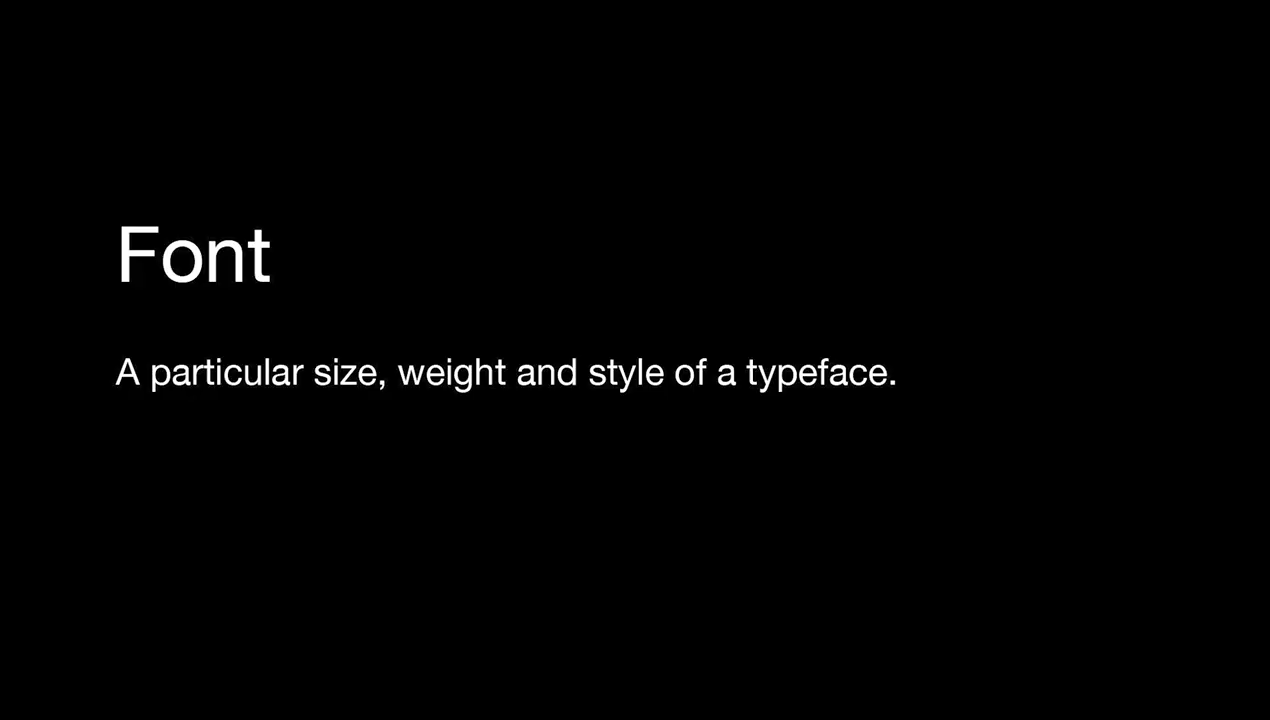 Font
A particular size, weight and style of a typeface.